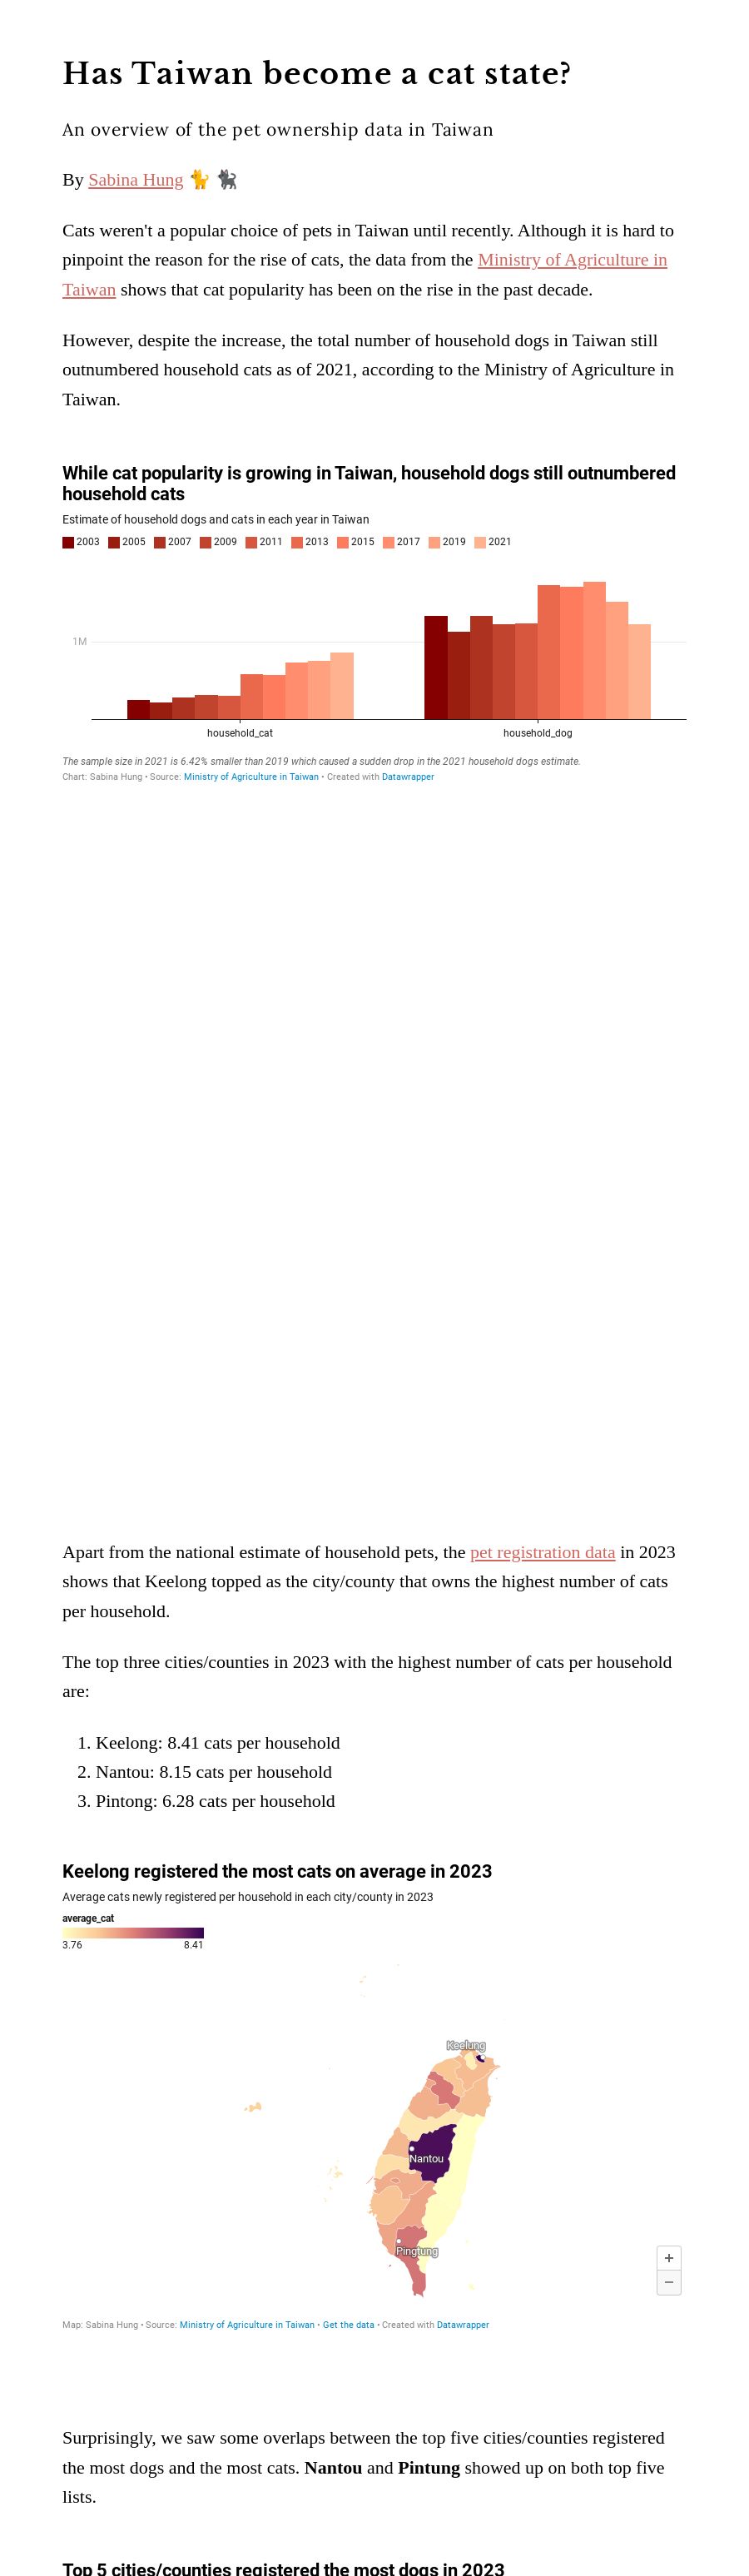 Has Taiwan become a cat state?
An overview of the pet ownership data in Taiwan
By Sabina Hung 🐈 🐈‍⬛
Cats weren't a popular choice of pets in Taiwan until recently. Although it is hard to
pinpoint the reason for the rise of cats, the data from the Ministry of Agriculture in
Taiwan shows that cat popularity has been on the rise in the past decade.
However, despite the increase, the total number of household dogs in Taiwan still
outnumbered household cats as of 2021, according to the Ministry of Agriculture in
Taiwan.
While cat popularity is growing in Taiwan, household dogs still outnumbered
household cats
Estimate of household dogs and cats in each year in Taiwan
2003 2005 2007 2009 2011 2013 2015 2017 2019 2021
1M
household_cat household_dog
The sample size in 2021 is 6.42% smaller than 2019 which caused a sudden drop in the 2021 household dogs estimate.
Chart: Sabina Hung • Source: Ministry of Agriculture in Taiwan • Created with Datawrapper
Apart from the national estimate of household pets, the pet registration data in 2023
shows that Keelong topped as the city/county that owns the highest number of cats
per household.
The top three cities/counties in 2023 with the highest number of cats per household
are:
1. Keelong: 8.41 cats per household
2. Nantou: 8.15 cats per household
3. Pintong: 6.28 cats per household
Keelong registered the most cats on average in 2023
Average cats newly registered per household in each city/county in 2023
average_cat
3.76 8.41
Keelung
Nantou
Pingtung
+
−
Map: Sabina Hung • Source: Ministry of Agriculture in Taiwan • Get the data • Created with Datawrapper
Surprisingly, we saw some overlaps between the top five cities/counties registered
the most dogs and the most cats. Nantou and Pintung showed up on both top five
lists.
Top 5 cities/counties registered the most dogs in 2023